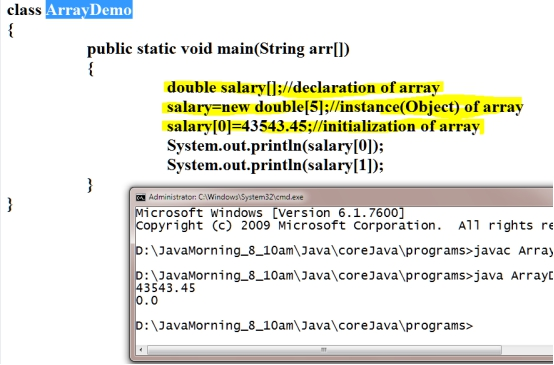 class ArrayDemo
{
public static void main(String arr[])
{
double salary[];//declaration of array
salary=new double[5];//instance(Object) of array
salary[0]=43543.45;//initialization of array
System.out.println(salary[0]);
System.out.println(salary[1]);
}
}
Administrator: C:\Windows\System32\cmd.exe
Microsoft Windows [Version 6.1.7600]
Copyright (c) 2009 Microsoft Corporation.  All rights re
D:\JavaMorning_8_10am\Java\coreJava\programs>javac Array
D:\JavaMorning_8_10am\Java\coreJava\programs>java ArrayD
43543.45
0.0
D:\JavaMorning_8_10am\Java\coreJava\programs>